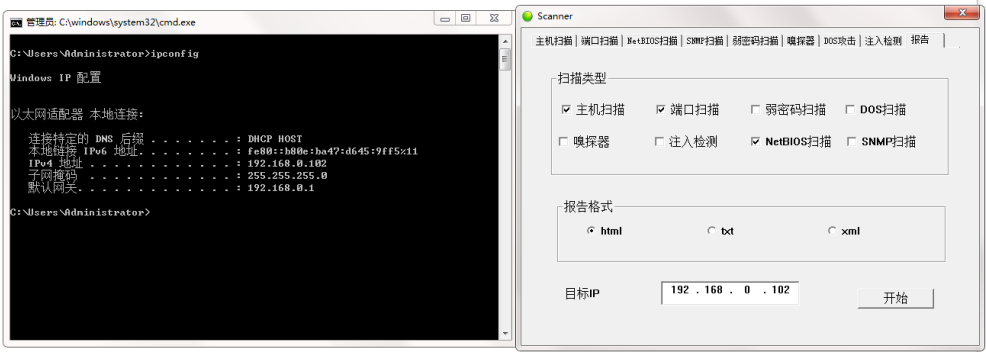 管理员: C:\windows\system32\cmd.exe
C:\Users\Administrator>ipconfig
Windows IP 配置
以太网适配器 本地连接:
连接特定的 DNS 后缀 . . . . . . . : DHCP HOST
本地链接 IPv6 地址. . . . . . . . : fe80::b80e:ba47:d645:9ff5%11
IPv4 地址 . . . . . . . . . . . . : 192.168.0.102
子网掩码 . . . . . . . . . . . . : 255.255.255.0
默认网关. . . . . . . . . . . . . : 192.168.0.1
C:\Users\Administrator>
Scanner
主机扫描 端口扫描 NetBIOS扫描 SNMP扫描 弱密码扫描 嗅探器 DOS攻击 注入检测 报告
扫描类型
主机扫描 端口扫描 弱密码扫描 DOS扫描
嗅探器 注入检测 NetBIOS扫描 SNMP扫描
报告格式
html txt xml
目标IP 192 . 168 . 0 . 102 开始